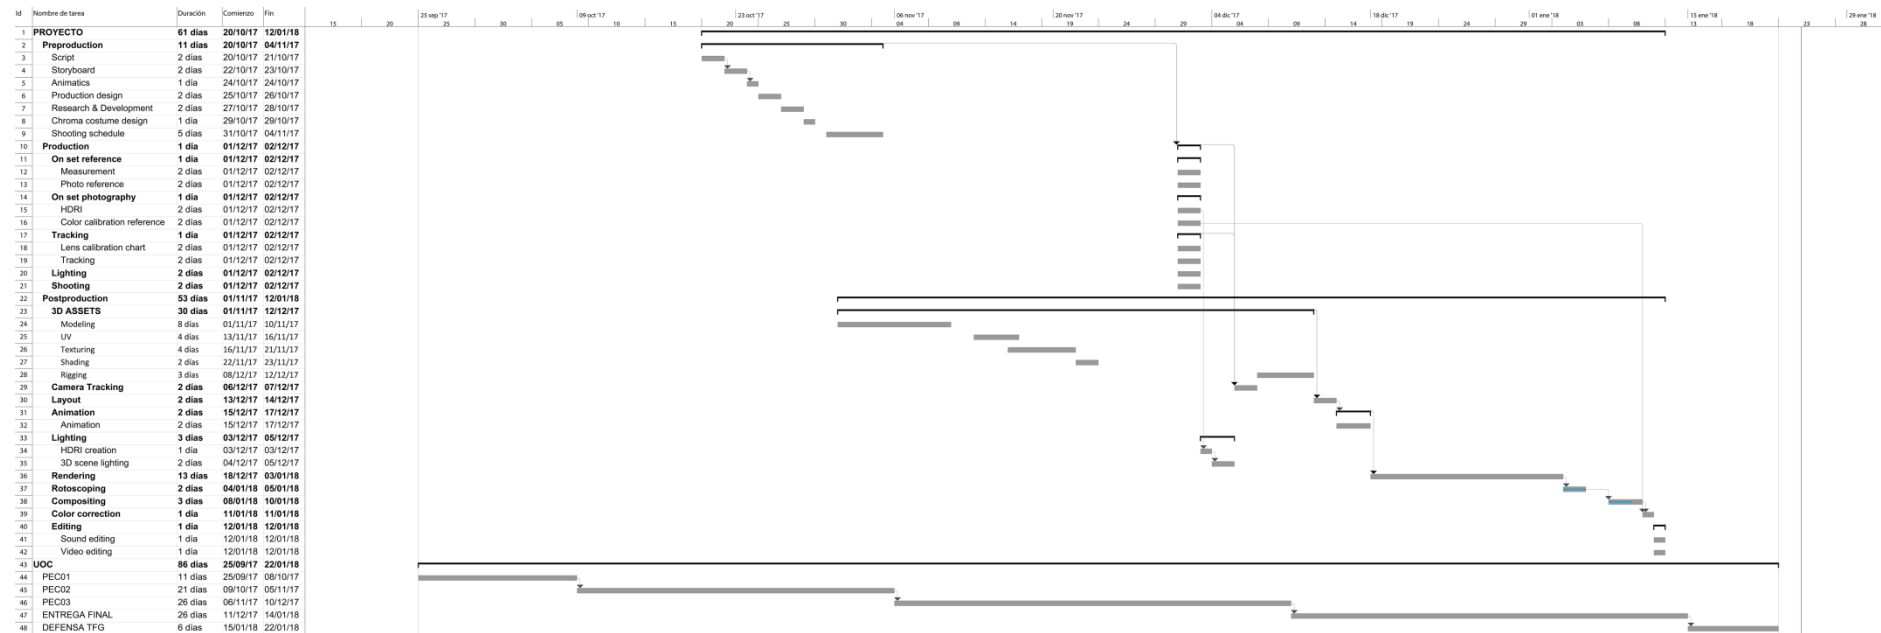 Id Nombre de tarea Duración Comienzo Fin 25 sep '17 09 oct '17 23 oct '17 06 nov '17 20 nov '17 04 dic '17 18 dic '17 01 ene '18 15 ene '18 29 ene '18
15 20 25 30 05 10 15 20 25 30 04 09 14 19 24 29 04 09 14 19 24 29 03 08 13 18 23 28
1 PROYECTO 61 días 20/10/17 12/01/18
2 Preproduction 11 días 20/10/17 04/11/17
3 Script 2 días 20/10/17 21/10/17
4 Storyboard 2 días 22/10/17 23/10/17
5 Animatics 1 día 24/10/17 24/10/17
6 Production design 2 días 25/10/17 26/10/17
7 Research & Development 2 días 27/10/17 28/10/17
8 Chroma costume design 1 día 29/10/17 29/10/17
9 Shooting schedule 5 días 31/10/17 04/11/17
10 Production 1 día 01/12/17 02/12/17
11 On set reference 1 día 01/12/17 02/12/17
12 Measurement 2 días 01/12/17 02/12/17
13 Photo reference 2 días 01/12/17 02/12/17
14 On set photography 1 día 01/12/17 02/12/17
15 HDRI 2 días 01/12/17 02/12/17
16 Color calibration reference 2 días 01/12/17 02/12/17
17 Tracking 1 día 01/12/17 02/12/17
18 Lens calibration chart 2 días 01/12/17 02/12/17
19 Tracking 2 días 01/12/17 02/12/17
20 Lighting 2 días 01/12/17 02/12/17
21 Shooting 2 días 01/12/17 02/12/17
22 Postproduction 53 días 01/11/17 12/01/18
23 3D ASSETS 30 días 01/11/17 12/12/17
24 Modeling 8 días 01/11/17 10/11/17
25 UV 4 días 13/11/17 16/11/17
26 Texturing 4 días 16/11/17 21/11/17
27 Shading 2 días 22/11/17 23/11/17
28 Rigging 3 días 08/12/17 12/12/17
29 Camera Tracking 2 días 06/12/17 07/12/17
30 Layout 2 días 13/12/17 14/12/17
31 Animation 2 días 15/12/17 17/12/17
32 Animation 2 días 15/12/17 17/12/17
33 Lighting 3 días 03/12/17 05/12/17
34 HDRI creation 1 día 03/12/17 03/12/17
35 3D scene lighting 2 días 04/12/17 05/12/17
36 Rendering 13 días 18/12/17 03/01/18
37 Rotoscoping 2 días 04/01/18 05/01/18
38 Compositing 3 días 08/01/18 10/01/18
39 Color correction 1 día 11/01/18 11/01/18
40 Editing 1 día 12/01/18 12/01/18
41 Sound editing 1 día 12/01/18 12/01/18
42 Video editing 1 día 12/01/18 12/01/18
43 UOC 86 días 25/09/17 22/01/18
44 PEC01 11 días 25/09/17 08/10/17
45 PEC02 21 días 09/10/17 05/11/17
46 PEC03 26 días 06/11/17 10/12/17
47 ENTREGA FINAL 26 días 11/12/17 14/01/18
48 DEFENSA TFG 6 días 15/01/18 22/01/18